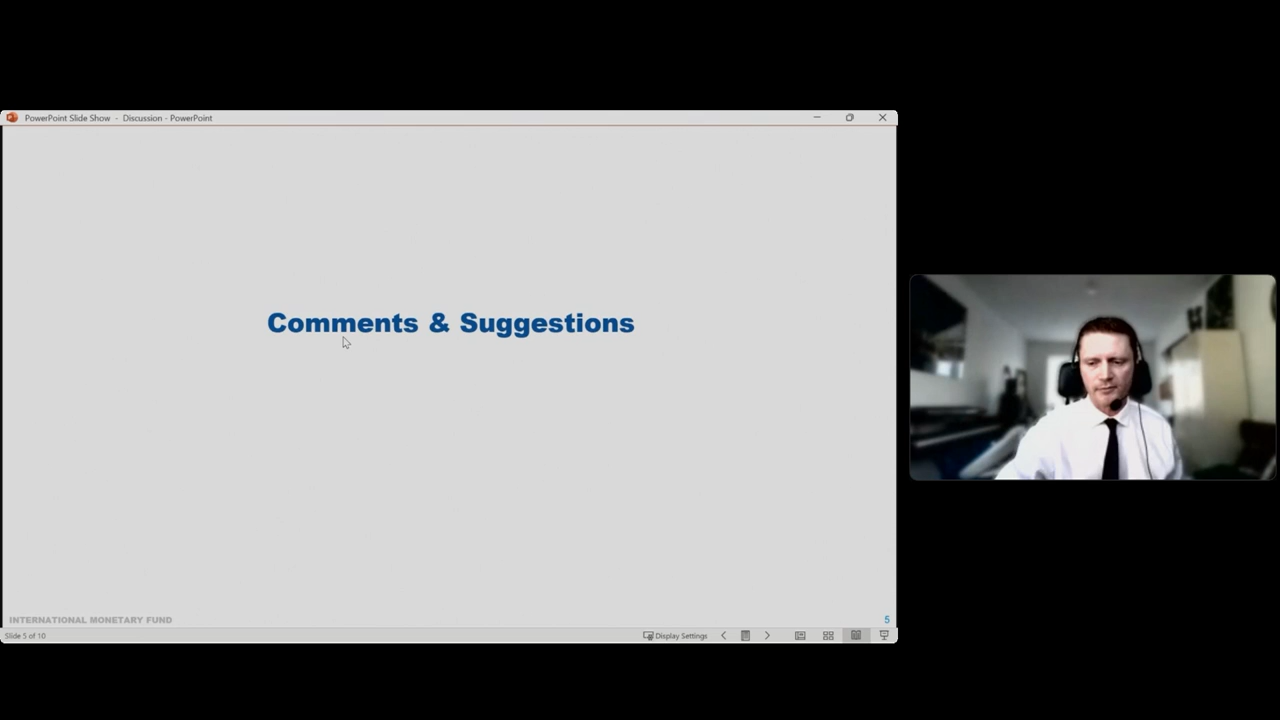 PowerPoint Slide Show - Discussion - PowerPoint
Comments & Suggestions
INTERNATIONAL MONETARY FUND
5
Slide 5 of 10
Display Settings